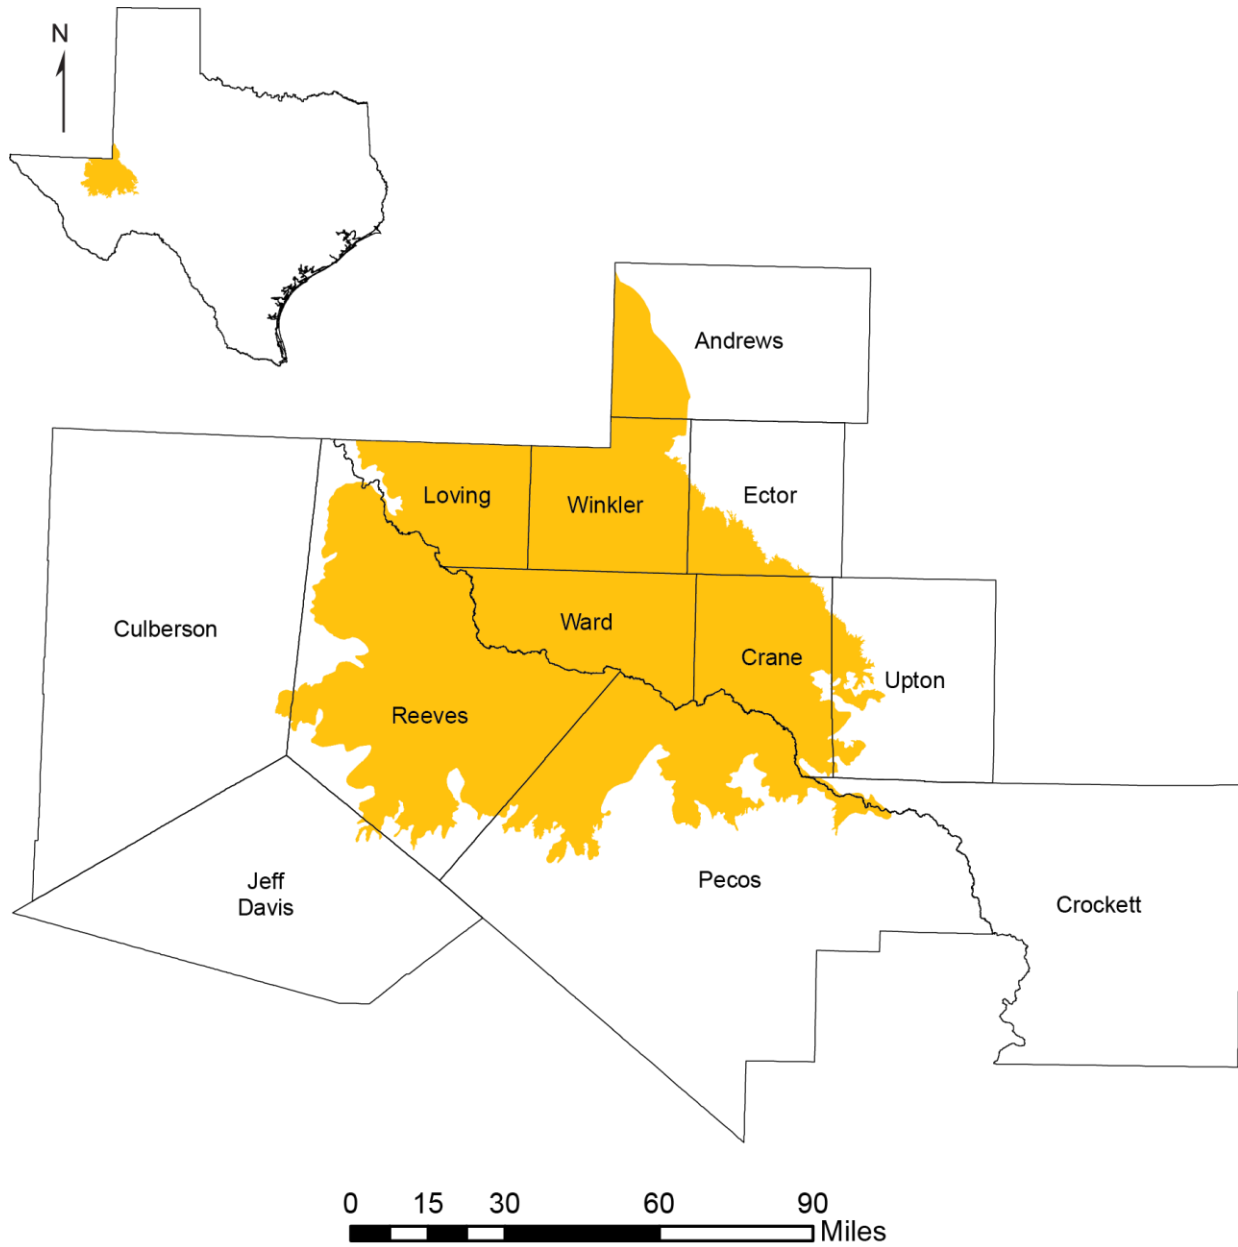 N
Andrews
Loving
Winkler
Ector
Culberson
Ward
Crane
Upton
Reeves
Jeff
Davis
Pecos
Crockett
0 15 30 60 90
Miles